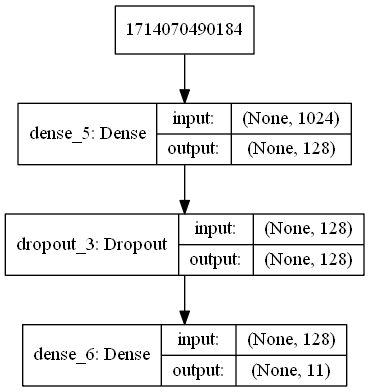 1714070490184
dense_5: Dense
input:
(None, 1024)
output:
(None, 128)
dropout_3: Dropout
input:
(None, 128)
output:
(None, 128)
dense_6: Dense
input:
(None, 128)
output:
(None, 11)